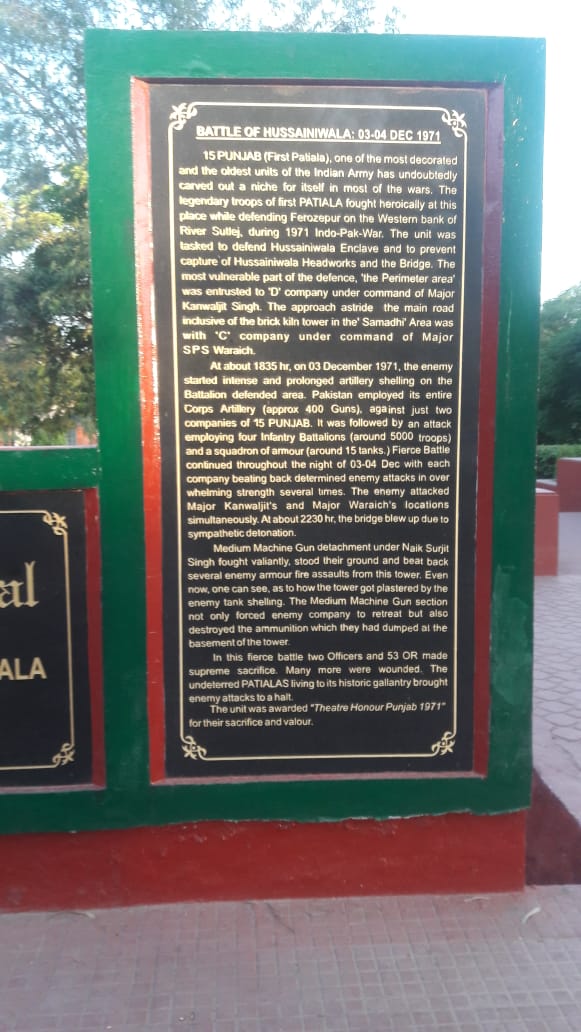 BATTLE OF HUSSAINIWALA: 03-04 DEC 1971
15 PUNJAB (First Patiala), one of the most decorated
and the oldest units of the Indian Army has undoubtedly
carved out a niche for itself in most of the wars. The
legendary troops of first PATIALA fought heroically at this
place while defending Ferozepur on the Western bank of
River Sutlej, during 1971 Indo-Pak-War. The unit was
tasked to defend Hussainiwala Enclave and to prevent
capture of Hussainiwala Headworks and the Bridge. The
most vulnerable part of the defence, 'the Perimeter area'
was entrusted to 'D' company under command of Major
Kanwaljit Singh. The approach astride the main road
inclusive of the brick kiln tower in the' Samadhi' Area was
with 'C' company under command of Major
SPS Waraich.
At about 1835 hr, on 03 December 1971, the enemy
started intense and prolonged artillery shelling on the
Battalion defended area. Pakistan employed its entire
Corps Artillery (approx 400 Guns), against just two
companies of 15 PUNJAB. It was followed by an attack
employing four Infantry Battalions (around 5000 troops)
and a squadron of armour (around 15 tanks.) Fierce Battle
continued throughout the night of 03-04 Dec with each
company beating back determined enemy attacks in over
whelming strength several times. The enemy attacked
Major Kanwaljit's and Major Waraich's locations
simultaneously. At about 2230 hr, the bridge blew up due to
sympathetic detonation.
Medium Machine Gun detachment under Naik Surjit
Singh fought valiantly, stood their ground and beat back
several enemy armour fire assaults from this tower. Even
now, one can see, as to how the tower got plastered by the
enemy tank shelling. The Medium Machine Gun section
not only forced enemy company to retreat but also
destroyed the ammunition which they had dumped at the
basement of the tower.
In this fierce battle two Officers and 53 OR made
supreme sacrifice. Many more were wounded. The
undeterred PATIALAS living to its historic gallantry brought
enemy attacks to a halt.
The unit was awarded "Theatre Honour Punjab 1971"
for their sacrifice and valour.
al
ALA